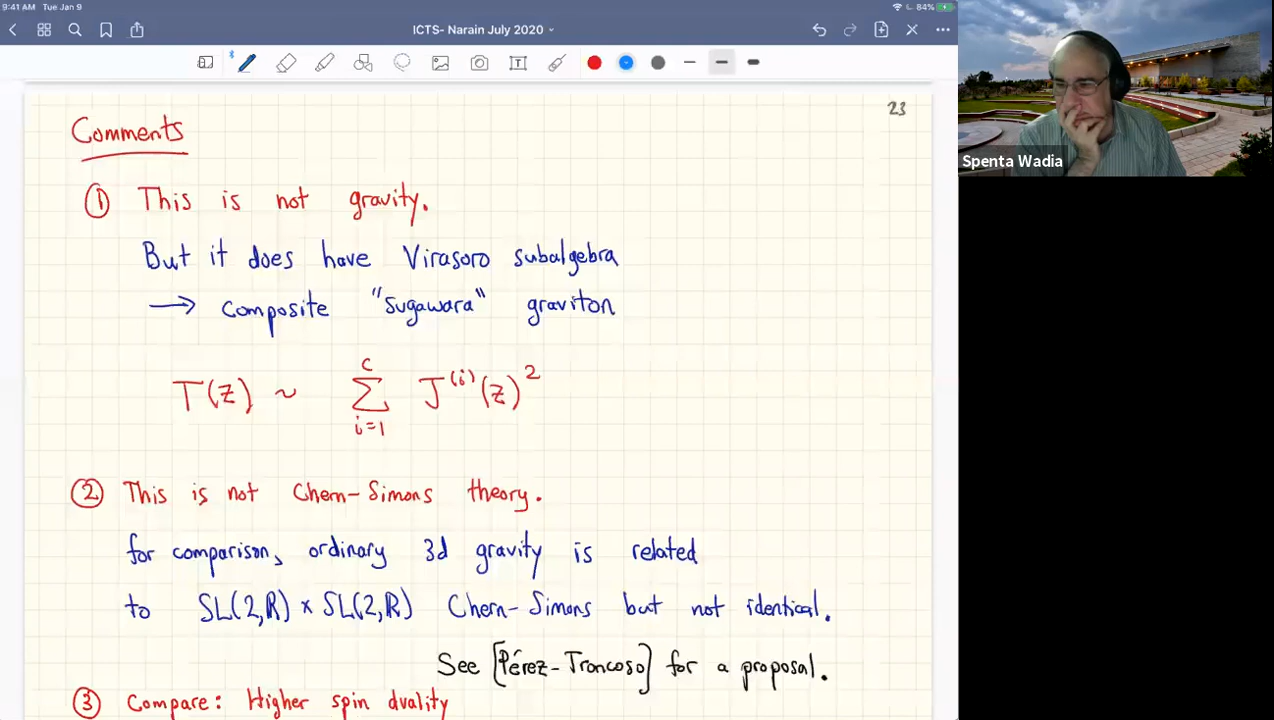 9:41 AM Tue Jan 9
84%
ICTS- Narain July 2020
23
Comments
① This is not gravity.
But it does have Virasoro subalgebra
→ composite "Sugawara" graviton
T(z) ~ ∑_{i=1}^{c} J^{(i)}(z)^2
② This is not Chern-Simons theory.
for comparison, ordinary 3d gravity is related
to SL(2,R) × SL(2,R) Chern-Simons but not identical.
See [Pérez-Troncoso] for a proposal.
③ Compare: Higher spin duality
Spenta Wadia